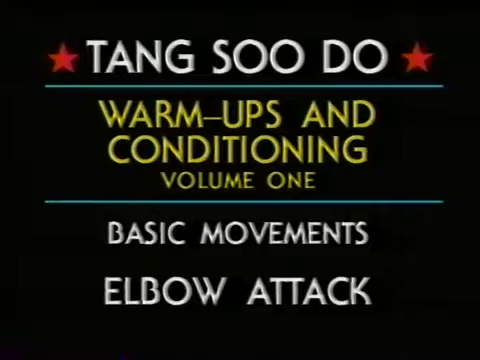 TANG SOO DO
WARM-UPS AND
CONDITIONING
VOLUME ONE
BASIC MOVEMENTS
ELBOW ATTACK